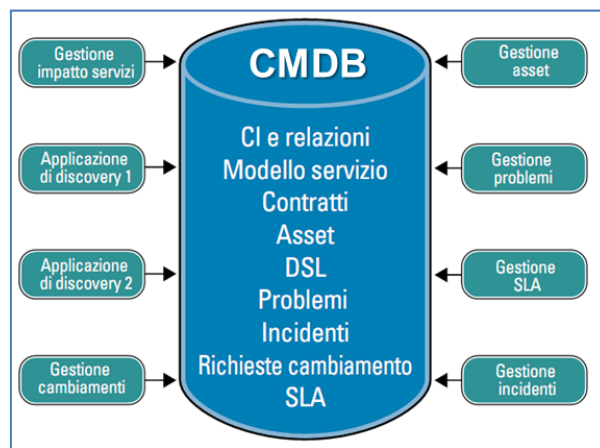 CMDB
Gestione
impatto servizi
Applicazione
di discovery 1
Applicazione
di discovery 2
Gestione
cambiamenti
CI e relazioni
Modello servizio
Contratti
Asset
DSL
Problemi
Incidenti
Richieste cambiamento
SLA
Gestione
asset
Gestione
problemi
Gestione
SLA
Gestione
incidenti